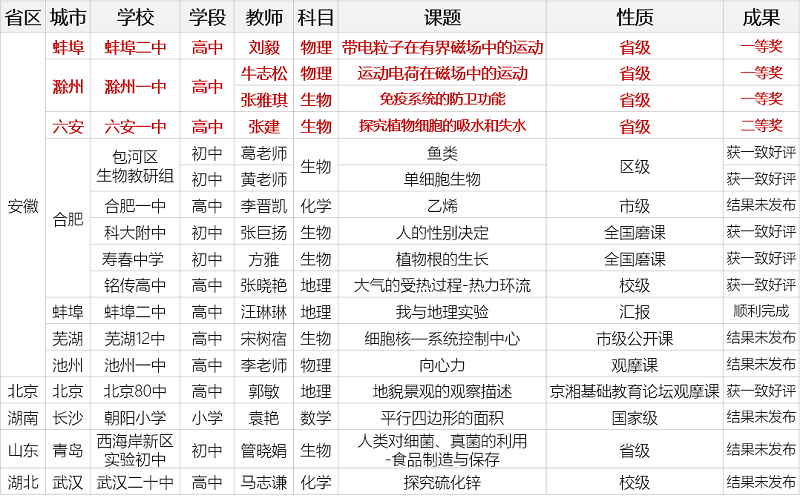 省区 城市 学校 学段 教师 科目 课题 性质 成果
安徽
蚌埠 蚌埠二中 高中 刘毅 物理 带电粒子在有界磁场中的运动 省级 一等奖
滁州 滁州一中 高中 牛志松 物理 运动电荷在磁场中的运动 省级 一等奖
张雅琪 生物 免疫系统的防卫功能 省级 一等奖
六安 六安一中 高中 张建 生物 探究植物细胞的吸水和失水 省级 二等奖
合肥
包河区
生物教研组
初中 葛老师 生物 鱼类 区级 获一致好评
初中 黄老师 单细胞生物 获一致好评
合肥一中 高中 李晋凯 化学 乙烯 市级 结果未发布
科大附中 初中 张巨扬 生物 人的性别决定 全国磨课 获一致好评
寿春中学 初中 方雅 生物 植物根的生长 全国磨课 获一致好评
铭传高中 高中 张晓艳 地理 大气的受热过程-热力环流 校级 获一致好评
蚌埠 蚌埠二中 高中 汪琳琳 地理 我与地理实验 汇报 顺利完成
芜湖 芜湖12中 高中 宋树宿 生物 细胞核—系统控制中心 市级公开课 结果未发布
池州 池州一中 高中 李老师 物理 向心力 观摩课 结果未发布
北京 北京 北京80中 高中 郭敏 地理 地貌景观的观察描述 京湘基础教育论坛观摩课 获一致好评
湖南 长沙 朝阳小学 小学 袁艳 数学 平行四边形的面积 国家级 结果未发布
山东 青岛
西海岸新区
实验初中
初中 管晓娟 生物
人类对细菌、真菌的利用
-食品制造与保存
省级 结果未发布
湖北 武汉 武汉二十中 高中 马志谦 化学 探究硫化锌 校级 结果未发布